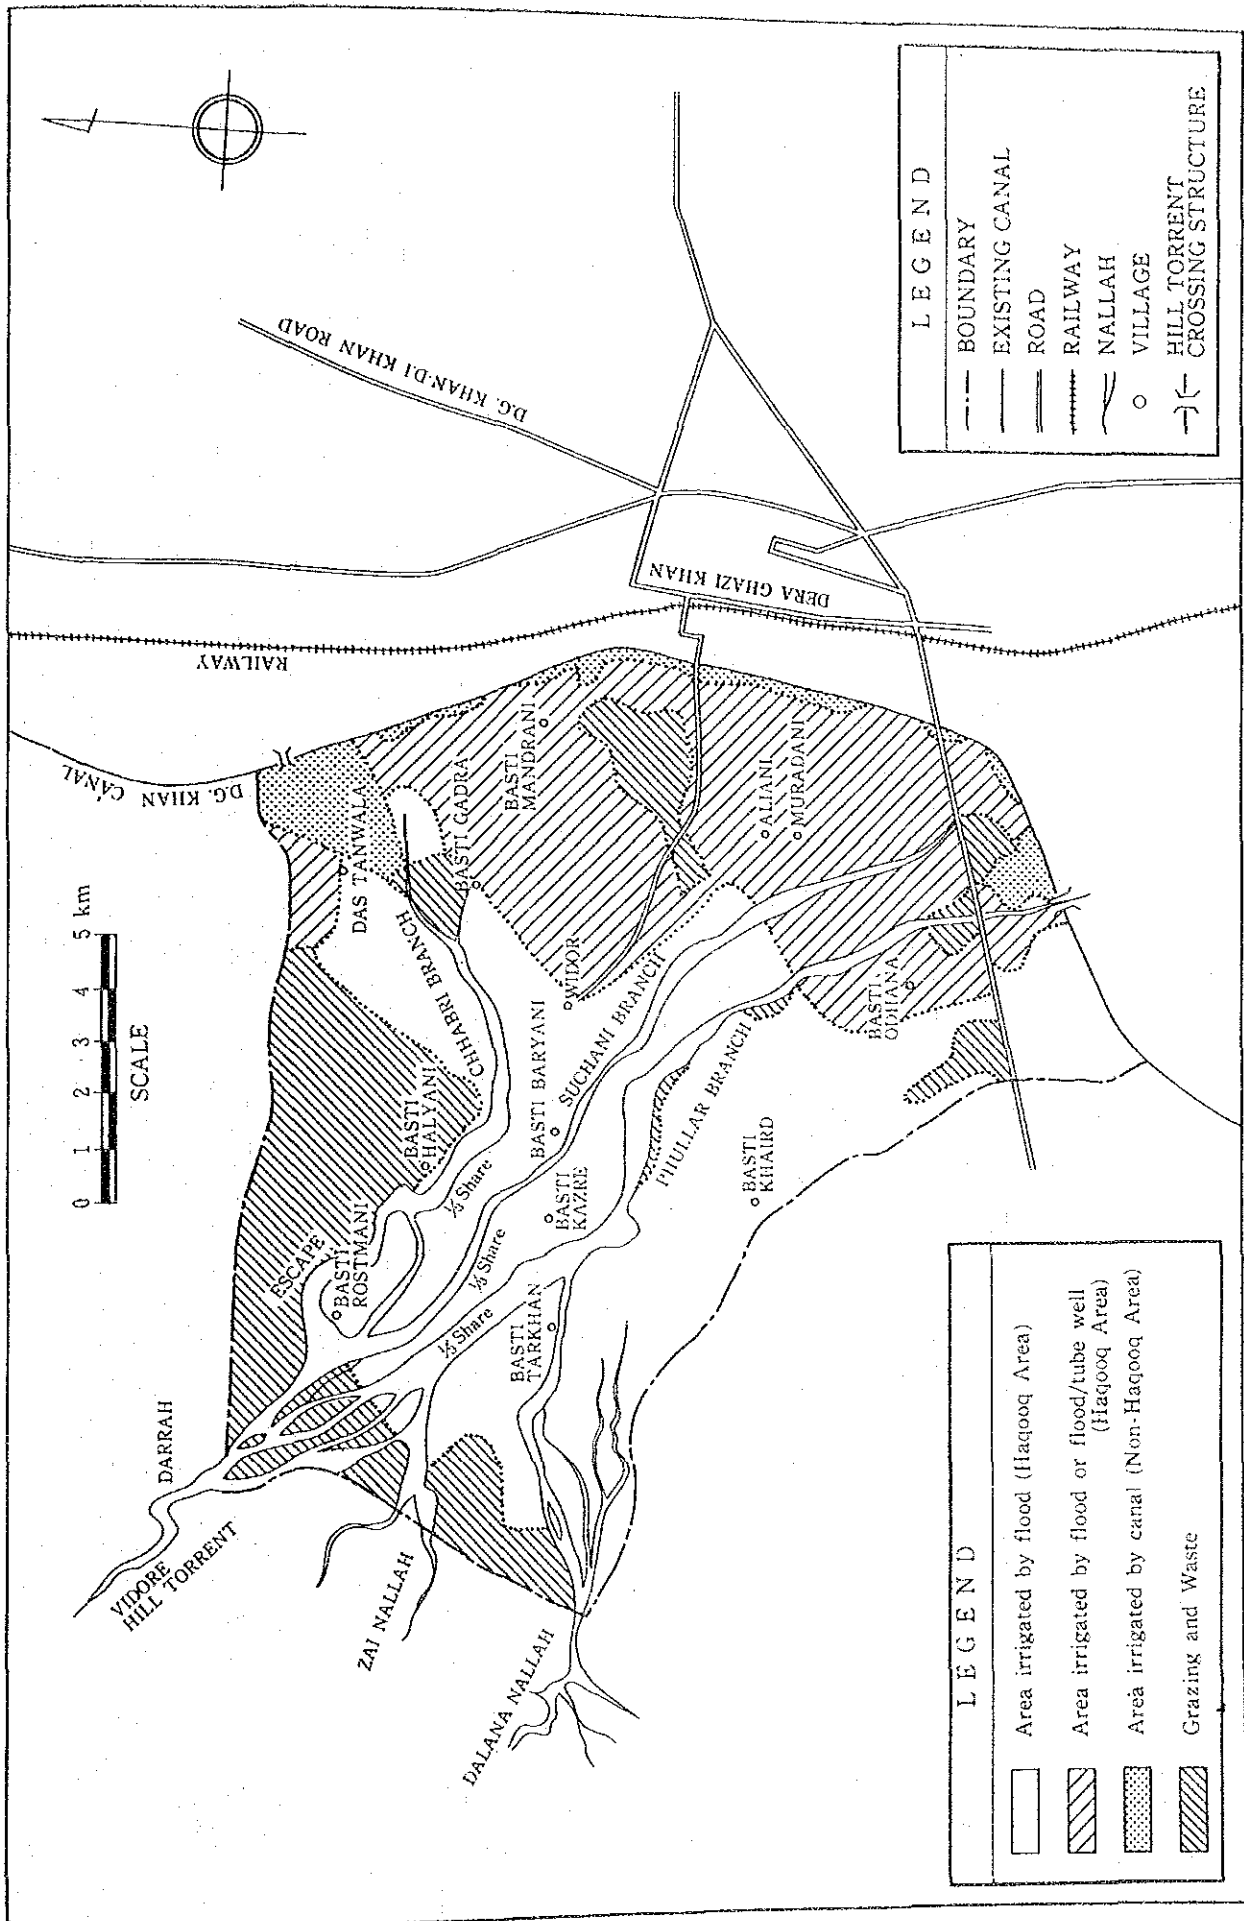 VIDORE
HILL TORRENT
DARRAH
ZAI NALLAH
DALANA NALLAH
0 1 2 3 4 5 km
SCALE
ESCAPE
BASTI
ROSTMANI
BASTI
HALYANI
⅓ Share
⅓ Share
⅓ Share
BASTI
TARKHAN
BASTI
KAZRE
BASTI BARYANI
CHHABRI BRANCH
SUCHANI BRANCH
PHULLAR BRANCH
BASTI
KHAIRD
WIDOR
DAS TANWALA
BASTI GADRA
BASTI
MANDRANI
ALIANI
MURADANI
BASTI
ODHANA
D.G. KHAN CANAL
RAILWAY
DERA GHAZI KHAN
D.G. KHAN-D.I KHAN ROAD
LEGEND
Area irrigated by flood (Haqooq Area)
Area irrigated by flood or flood/tube well
(Haqooq Area)
Area irrigated by canal (Non-Haqooq Area)
Grazing and Waste
LEGEND
BOUNDARY
EXISTING CANAL
ROAD
RAILWAY
NALLAH
VILLAGE
HILL TORRENT
CROSSING STRUCTURE